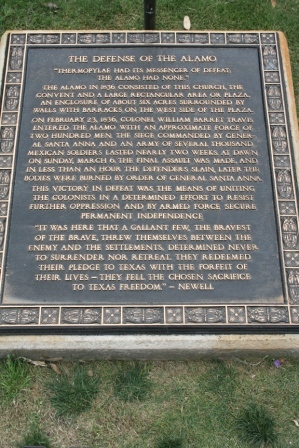 THE DEFENSE OF THE ALAMO
"THERMOPYLAE HAD ITS MESSENGER OF DEFEAT;
THE ALAMO HAD NONE."
THE ALAMO IN 1836 CONSISTED OF THIS CHURCH, THE
CONVENT AND A LARGE RECTANGULAR AREA OR PLAZA,
AN ENCLOSURE OF ABOUT SIX ACRES SURROUNDED BY
WALLS WITH BARRACKS ON THE WEST SIDE OF THE PLAZA.
ON FEBRUARY 23, 1836, COLONEL WILLIAM BARRET TRAVIS,
ENTERED THE ALAMO WITH AN APPROXIMATE FORCE OF
TWO HUNDRED MEN. THE SIEGE COMMANDED BY GENER-
AL SANTA ANNA AND AN ARMY OF SEVERAL THOUSAND
MEXICAN SOLDIERS LASTED NEARLY TWO WEEKS. AT DAWN,
ON SUNDAY, MARCH 6, THE FINAL ASSAULT WAS MADE, AND
IN LESS THAN AN HOUR THE DEFENDERS SLAIN, LATER THE
BODIES WERE BURNED BY ORDER OF GENERAL SANTA ANNA.
THIS VICTORY IN DEFEAT WAS THE MEANS OF UNITING
THE COLONISTS IN A DETERMINED EFFORT TO RESIST
FURTHER OPPRESSION AND BY ARMED FORCE SECURE
PERMANENT INDEPENDENCE.
"IT WAS HERE THAT A GALLANT FEW, THE BRAVEST
OF THE BRAVE, THREW THEMSELVES BETWEEN THE
ENEMY AND THE SETTLEMENTS, DETERMINED NEVER
TO SURRENDER NOR RETREAT. THEY REDEEMED
THEIR PLEDGE TO TEXAS WITH THE FORFEIT OF
THEIR LIVES – THEY FELL THE CHOSEN SACRIFICE
TO TEXAS FREEDOM." – NEWELL